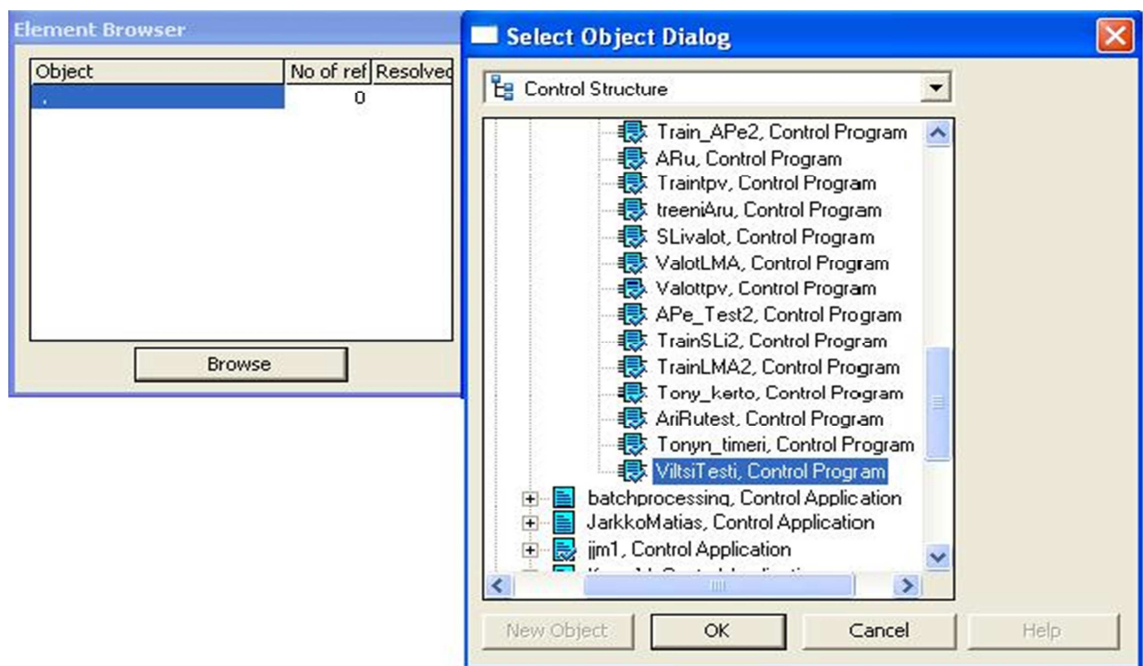 Element Browser
Object No of ref Resolved
. 0
Browse
Select Object Dialog
Control Structure
Train_APe2, Control Program
ARu, Control Program
Traintpv, Control Program
treeniAru, Control Program
SLivalot, Control Program
ValotLMA, Control Program
Valottpv, Control Program
APe_Test2, Control Program
TrainSLi2, Control Program
TrainLMA2, Control Program
Tony_kerto, Control Program
AriRutest, Control Program
Tonyn_timeri, Control Program
ViltsiTesti, Control Program
batchprocessing, Control Application
JarkkoMatias, Control Application
jjm1, Control Application
New Object OK Cancel Help